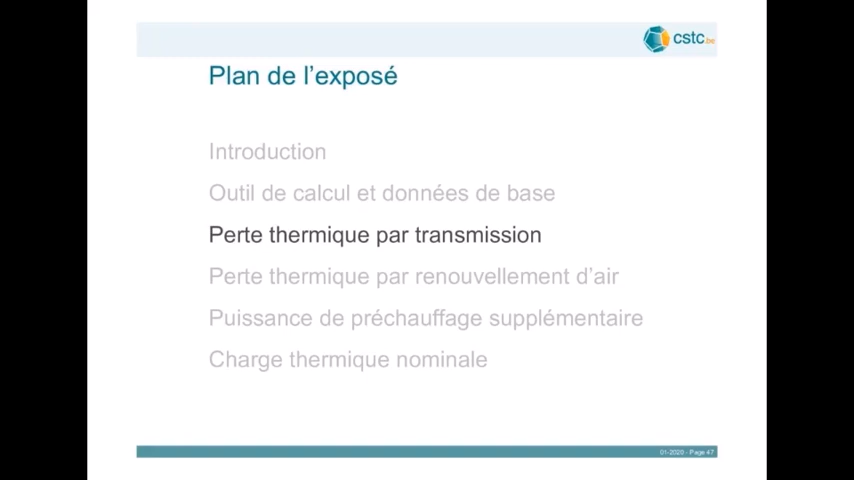 cstc.be
Plan de l'exposé
Introduction
Outil de calcul et données de base
Perte thermique par transmission
Perte thermique par renouvellement d'air
Puissance de préchauffage supplémentaire
Charge thermique nominale
01-2020 - Page 47